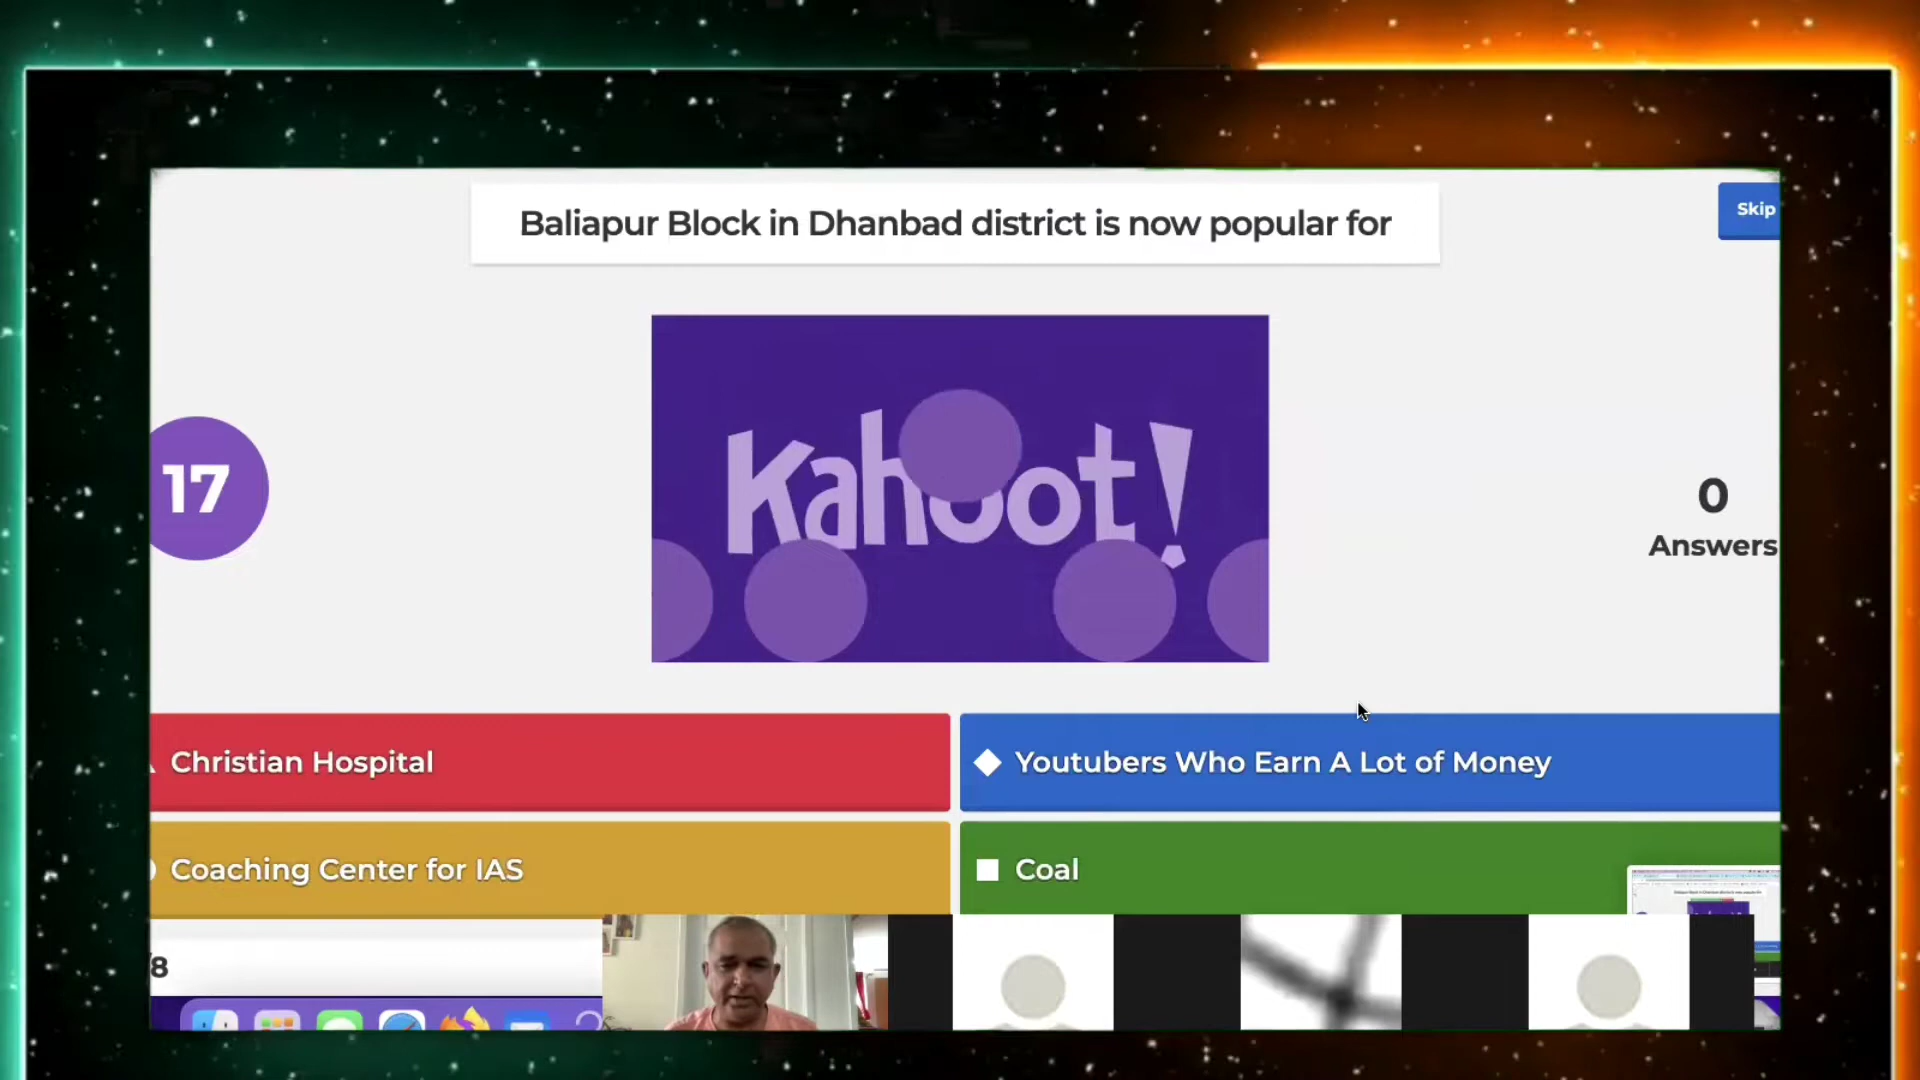 Baliapur Block in Dhanbad district is now popular for
Skip
17
Kahoot!
0
Answers
Christian Hospital
Youtubers Who Earn A Lot of Money
Coaching Center for IAS
Coal
/8